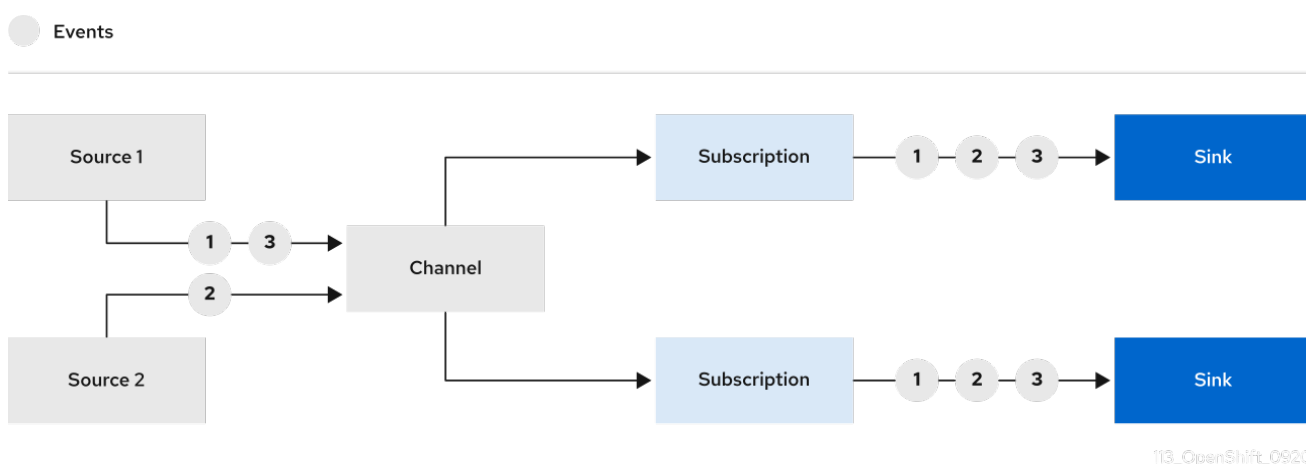 Events
Source 1
Subscription
1 2 3
Sink
1 3
Channel
2
Source 2
Subscription
1 2 3
Sink
113_OpenShift_0920